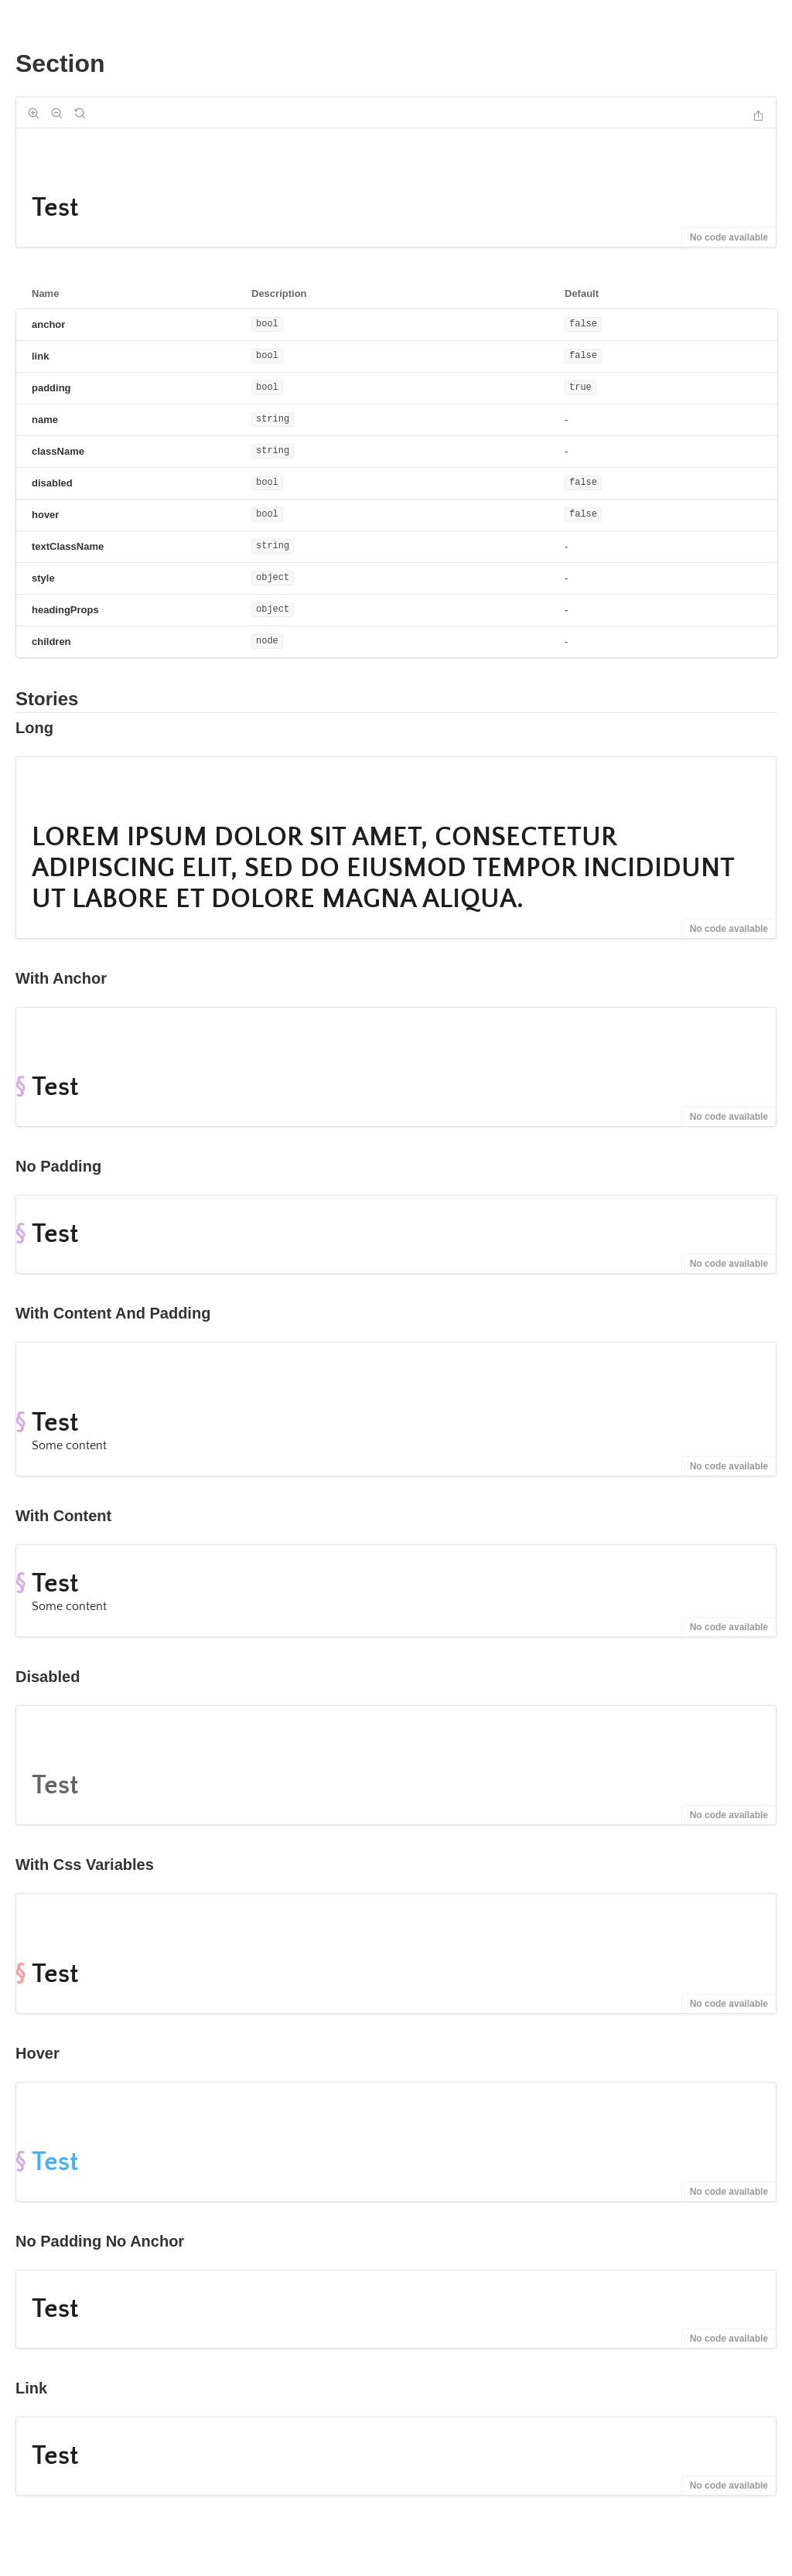 Section
Test
No code available
Name Description Default
anchor bool false
link bool false
padding bool true
name string -
className string -
disabled bool false
hover bool false
textClassName string -
style object -
headingProps object -
children node -
Stories
Long
LOREM IPSUM DOLOR SIT AMET, CONSECTETUR
ADIPISCING ELIT, SED DO EIUSMOD TEMPOR INCIDIDUNT
UT LABORE ET DOLORE MAGNA ALIQUA.
No code available
With Anchor
§ Test
No code available
No Padding
§ Test
No code available
With Content And Padding
§ Test
Some content
No code available
With Content
§ Test
Some content
No code available
Disabled
Test
No code available
With Css Variables
§ Test
No code available
Hover
§ Test
No code available
No Padding No Anchor
Test
No code available
Link
Test
No code available